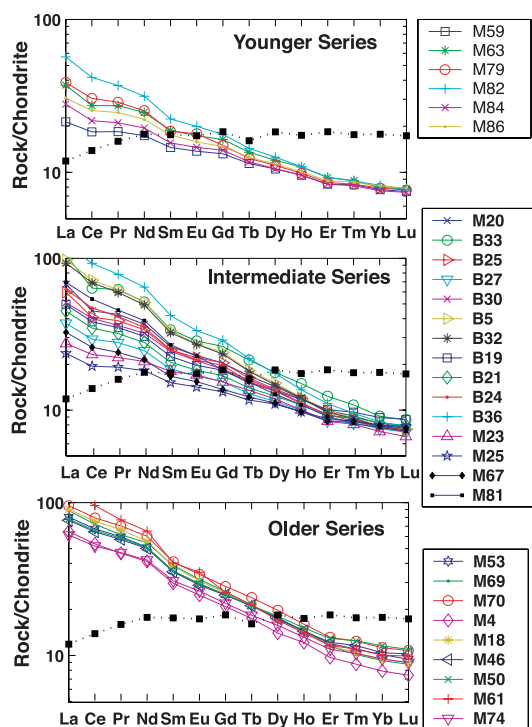 Younger Series
Rock/Chondrite
100
10
La Ce Pr Nd Sm Eu Gd Tb Dy Ho Er Tm Yb Lu
M59
M63
M79
M82
M84
M86
Intermediate Series
Rock/Chondrite
100
10
La Ce Pr Nd Sm Eu Gd Tb Dy Ho Er Tm Yb Lu
M20
B33
B25
B27
B30
B5
B32
B19
B21
B24
B36
M23
M25
M67
M81
Older Series
Rock/Chondrite
100
10
La Ce Pr Nd Sm Eu Gd Tb Dy Ho Er Tm Yb Lu
M53
M69
M70
M4
M18
M46
M50
M61
M74